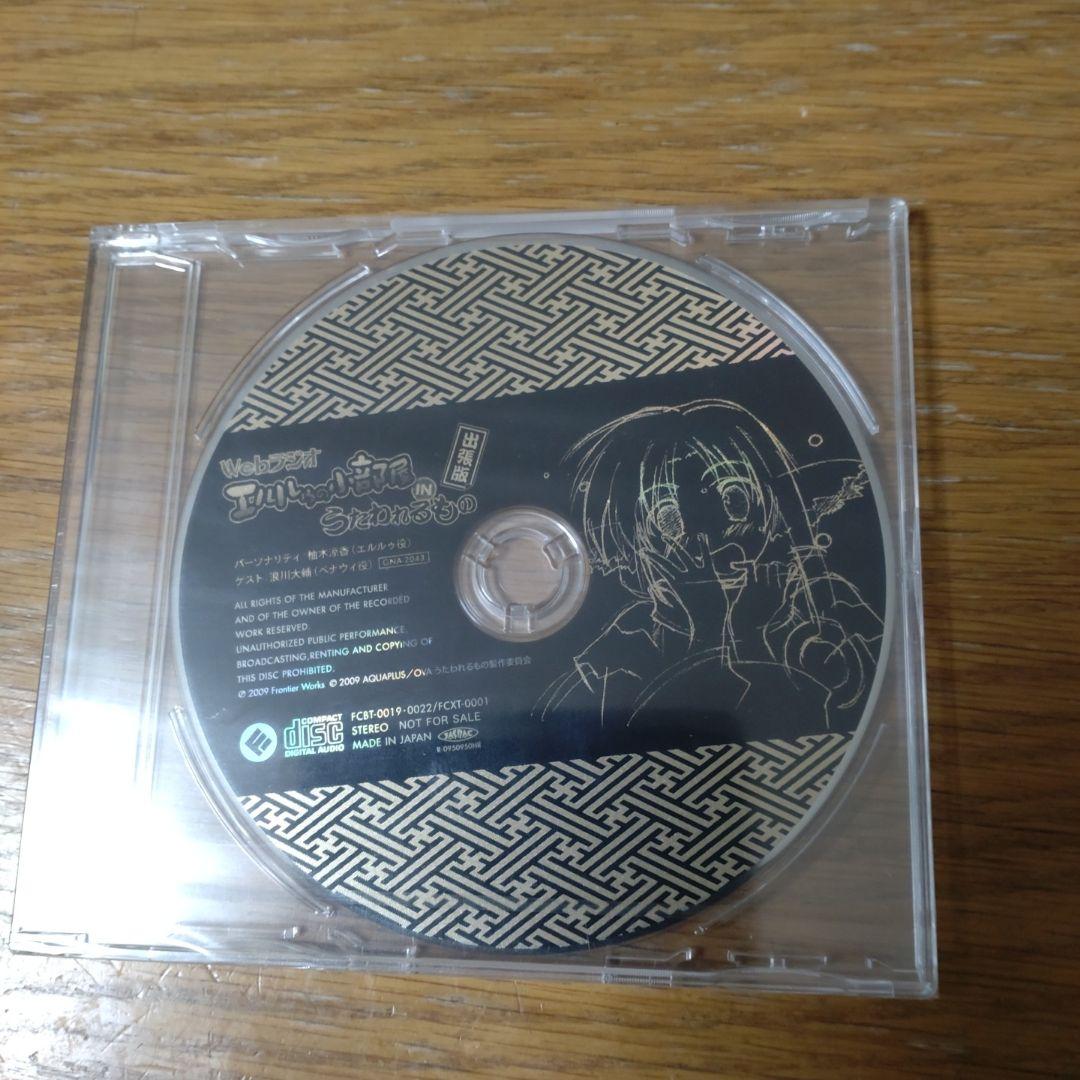 Webラジオ
エルルゥの小部屋
IN
うたわれるもの
出張版
パーソナリティ 柚木涼香(エルルゥ役)
ゲスト 浪川大輔(ベナウィ役) GNA-2043
ALL RIGHTS OF THE MANUFACTURER
AND OF THE OWNER OF THE RECORDED
WORK RESERVED.
UNAUTHORIZED PUBLIC PERFORMANCE,
BROADCASTING,RENTING AND COPYING OF
THIS DISC PROHIBITED.
℗ 2009 Frontier Works © 2009 AQUAPLUS/OVAうたわれるもの製作委員会
COMPACT
disc
DIGITAL AUDIO
FCBT-0019・0022/FCXT-0001
STEREO NOT FOR SALE
MADE IN JAPAN JASRAC
R-0950950HR